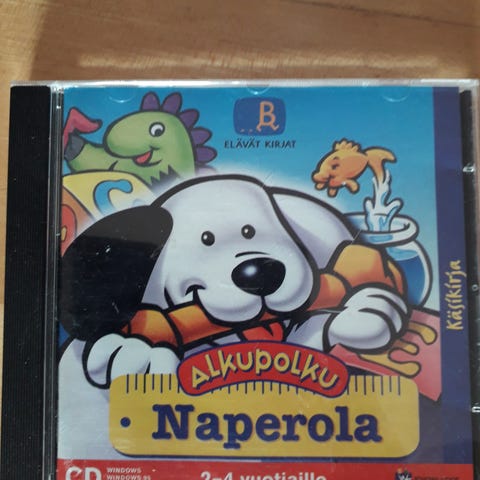 B
ELÄVÄT KIRJAT
Käsikirja
ALKUPOLKU
Naperola
CD
WINDOWS
WINDOWS 95
2-4 vuotiaille